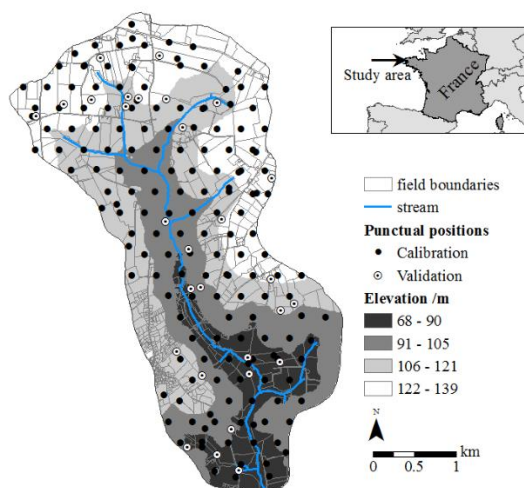 Study area
France
field boundaries
stream
Punctual positions
Calibration
Validation
Elevation /m
68 - 90
91 - 105
106 - 121
122 - 139
N
km
0 0.5 1